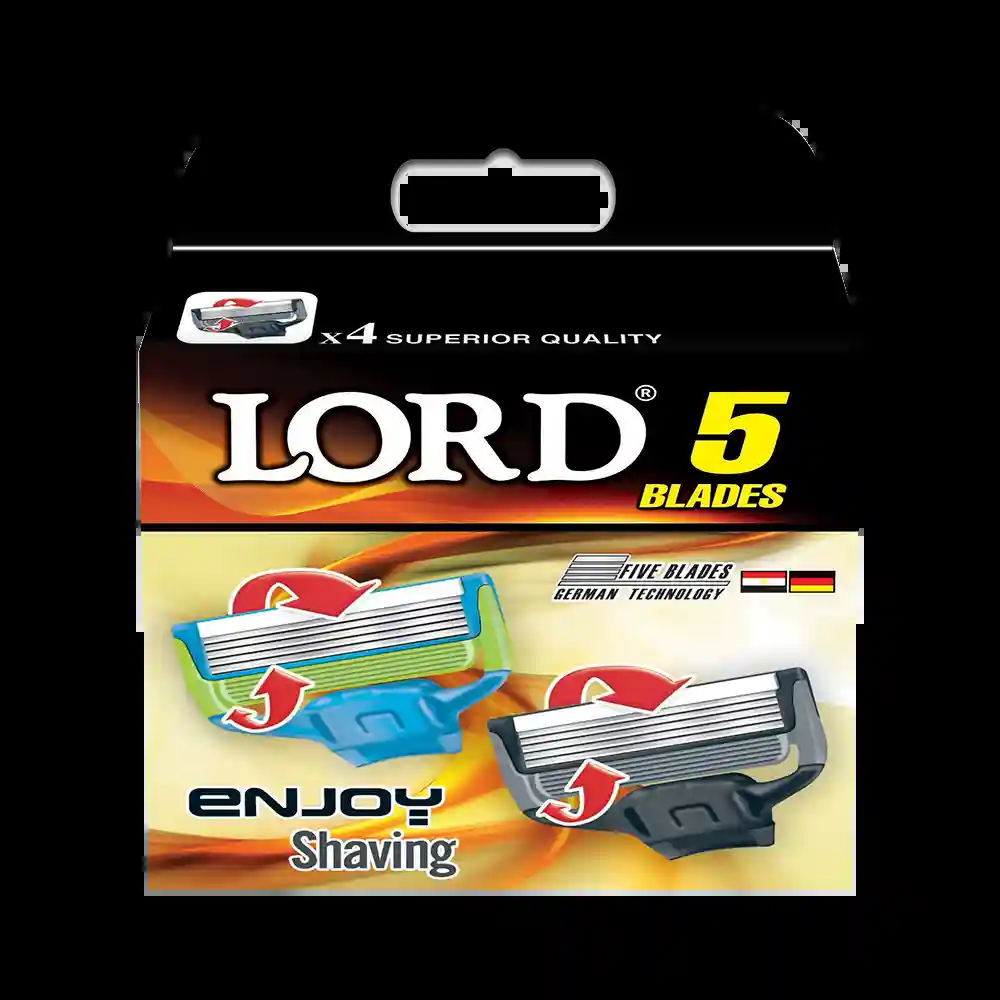 x4 SUPERIOR QUALITY
LORD® 5
BLADES
FIVE BLADES
GERMAN TECHNOLOGY
eNJOY
Shaving